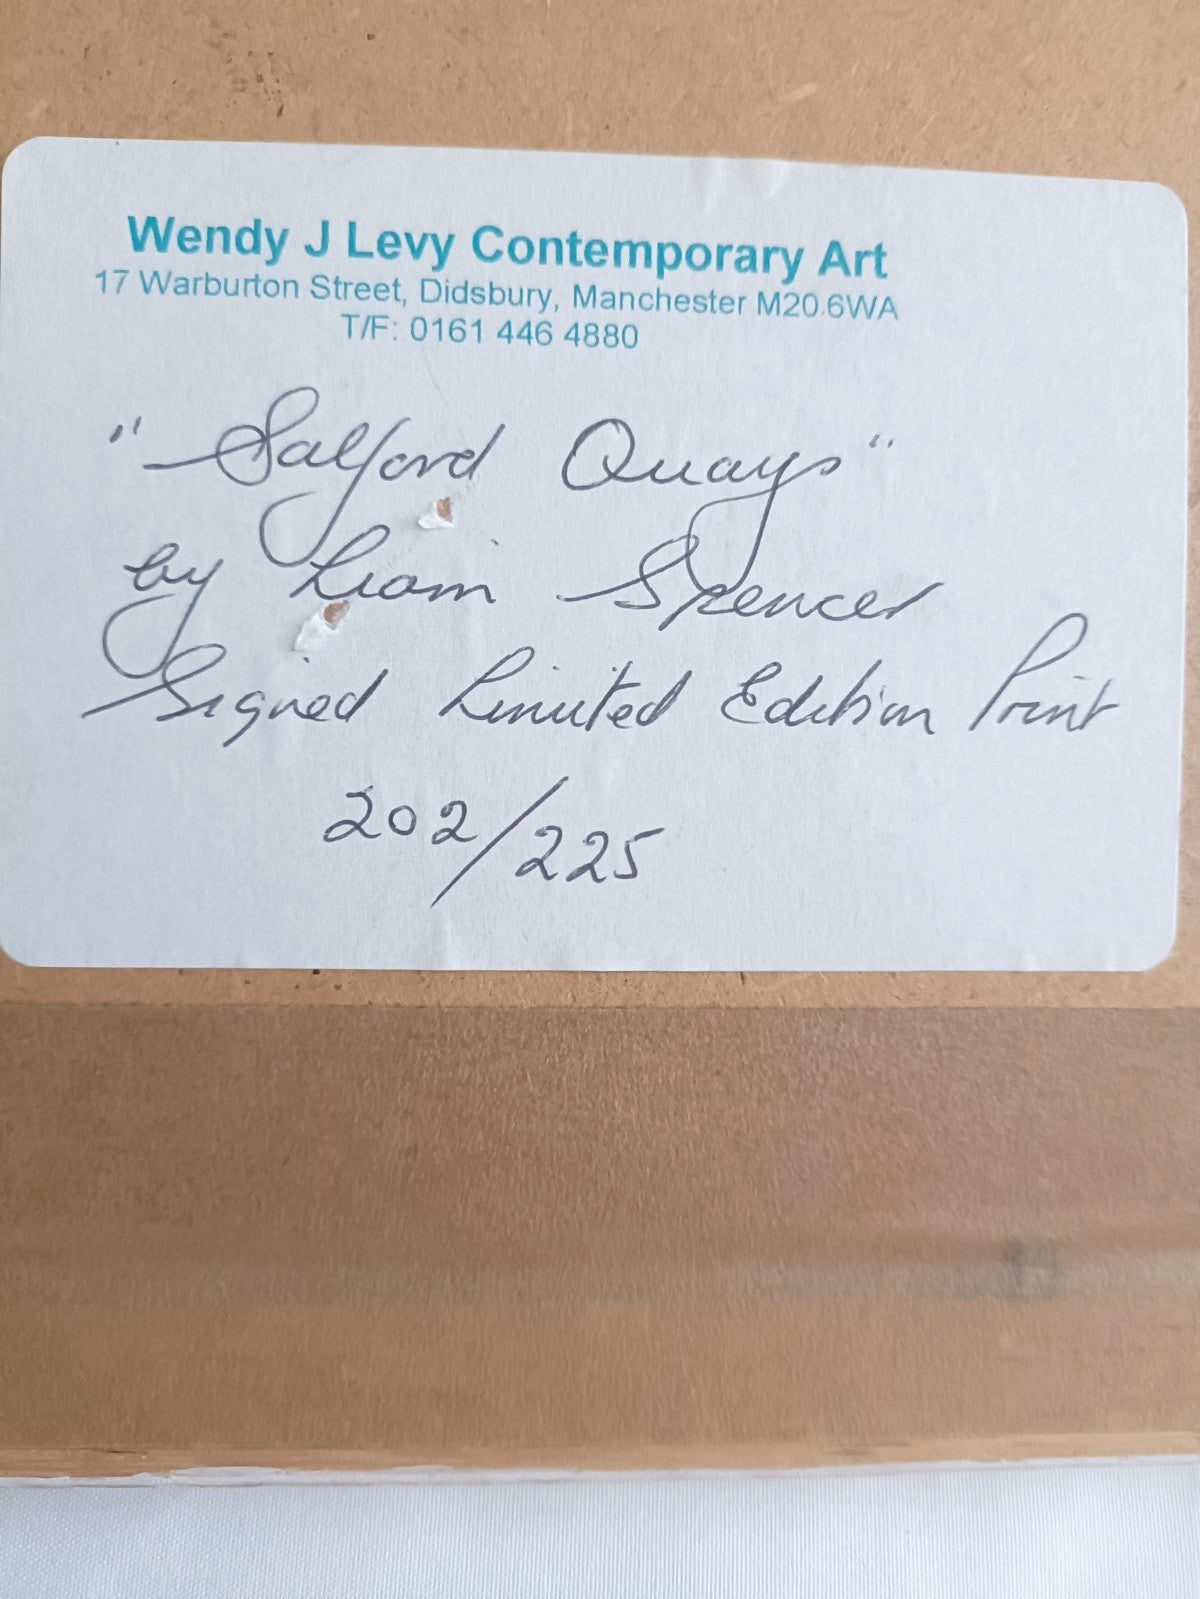 Wendy J Levy Contemporary Art
17 Warburton Street, Didsbury, Manchester M20 6WA
T/F: 0161 446 4880
"Salford Quays"
by Liam Spencer
Signed Limited Edition Print
202/225